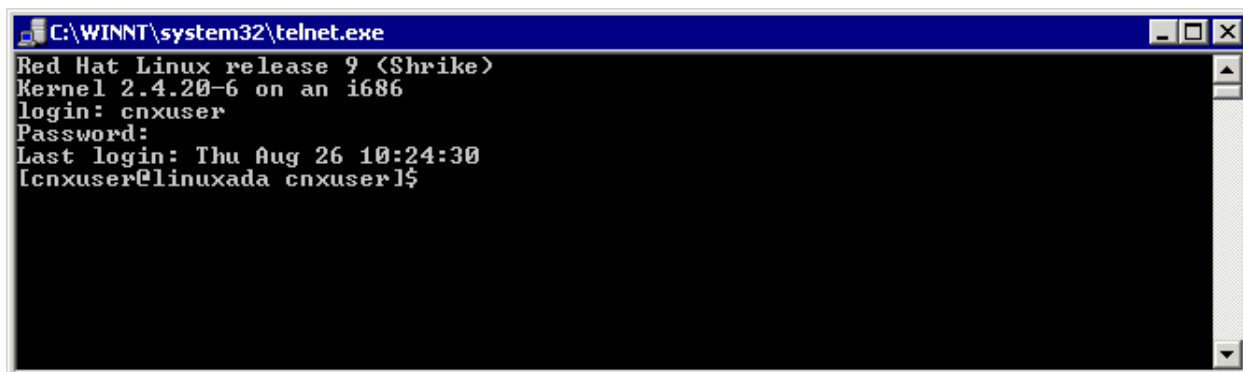 C:\WINNT\system32\telnet.exe
Red Hat Linux release 9 (Shrike)
Kernel 2.4.20-6 on an i686
login: cnxuser
Password:
Last login: Thu Aug 26 10:24:30
[cnxuser@linuxada cnxuser]$